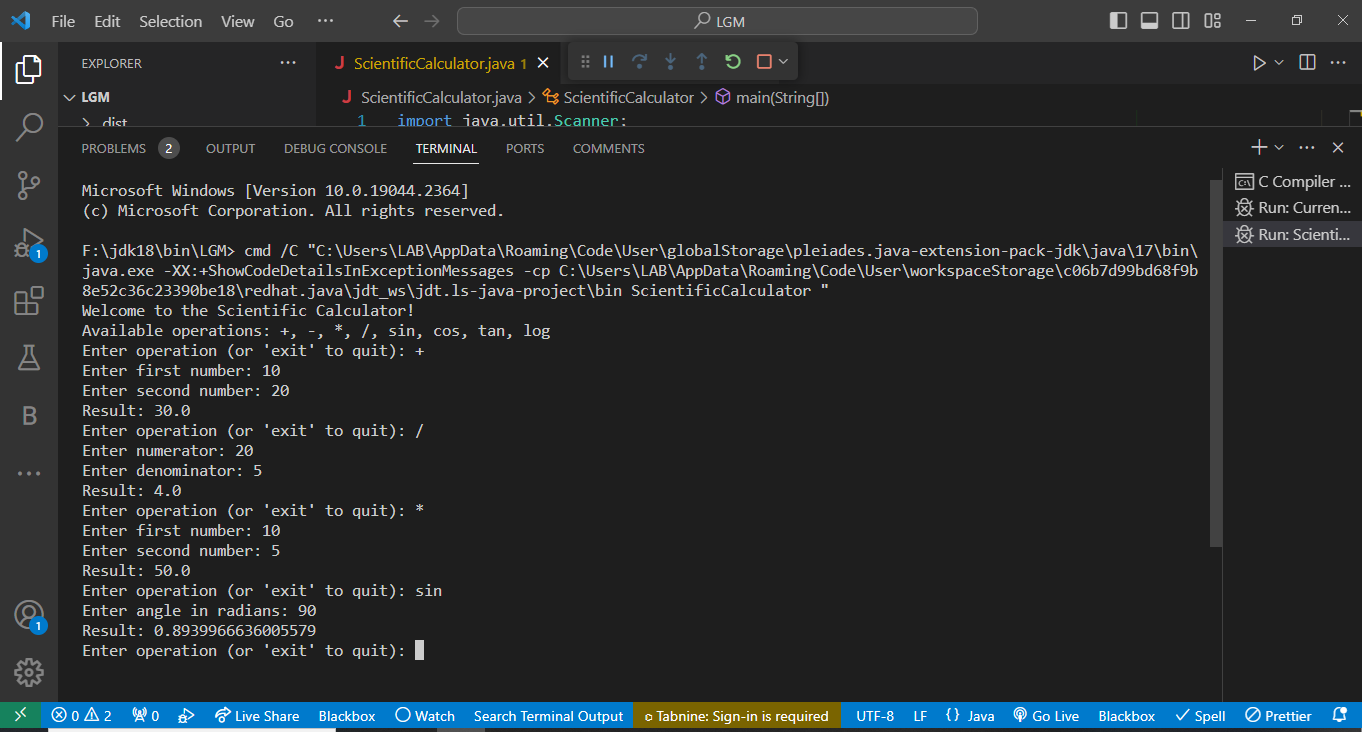 File Edit Selection View Go ··· LGM
EXPLORER ···
J ScientificCalculator.java 1
LGM
dist
J ScientificCalculator.java > ScientificCalculator > main(String[])
1 import java.util.Scanner;
PROBLEMS 2 OUTPUT DEBUG CONSOLE TERMINAL PORTS COMMENTS
Microsoft Windows [Version 10.0.19044.2364]
(c) Microsoft Corporation. All rights reserved.
F:\jdk18\bin\LGM> cmd /C "C:\Users\LAB\AppData\Roaming\Code\User\globalStorage\pleiades.java-extension-pack-jdk\java\17\bin\
java.exe -XX:+ShowCodeDetailsInExceptionMessages -cp C:\Users\LAB\AppData\Roaming\Code\User\workspaceStorage\c06b7d99bd68f9b
8e52c36c23390be18\redhat.java\jdt_ws\jdt.ls-java-project\bin ScientificCalculator "
Welcome to the Scientific Calculator!
Available operations: +, -, *, /, sin, cos, tan, log
Enter operation (or 'exit' to quit): +
Enter first number: 10
Enter second number: 20
Result: 30.0
Enter operation (or 'exit' to quit): /
Enter numerator: 20
Enter denominator: 5
Result: 4.0
Enter operation (or 'exit' to quit): *
Enter first number: 10
Enter second number: 5
Result: 50.0
Enter operation (or 'exit' to quit): sin
Enter angle in radians: 90
Result: 0.8939966636005579
Enter operation (or 'exit' to quit):
C Compiler ...
Run: Curren...
Run: Scienti...
1
B
1
0 2 0 Live Share Blackbox Watch Search Terminal Output Tabnine: Sign-in is required UTF-8 LF {} Java Go Live Blackbox Spell Prettier